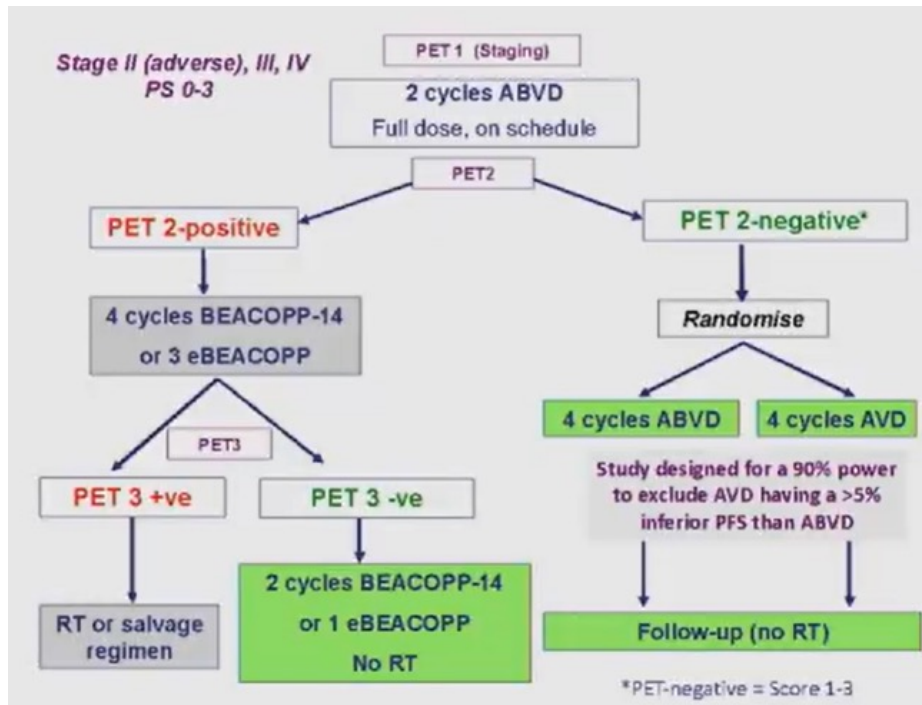 Stage II (adverse), III, IV
PS 0-3
PET 1 (Staging)
2 cycles ABVD
Full dose, on schedule
PET2
PET 2-positive
PET 2-negative*
4 cycles BEACOPP-14
or 3 eBEACOPP
Randomise
4 cycles ABVD
4 cycles AVD
PET3
PET 3 +ve
PET 3 -ve
Study designed for a 90% power
to exclude AVD having a >5%
inferior PFS than ABVD
RT or salvage
regimen
2 cycles BEACOPP-14
or 1 eBEACOPP
No RT
Follow-up (no RT)
*PET-negative = Score 1-3